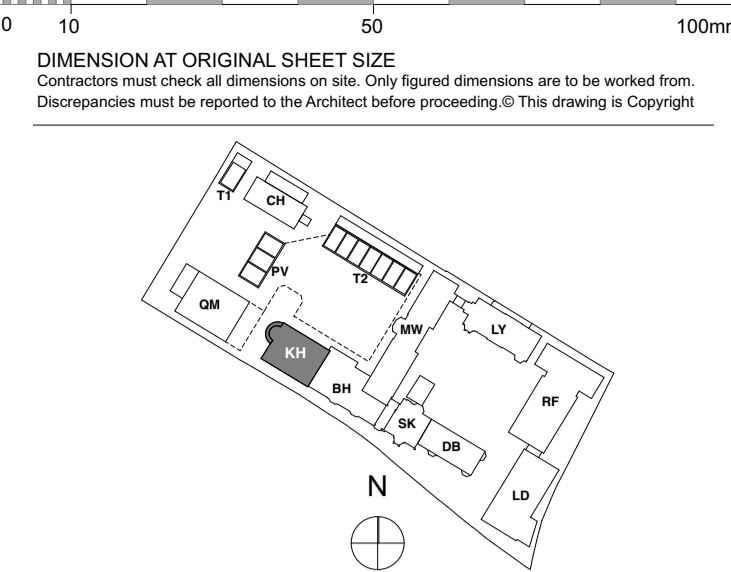 0 10 50 100mm
DIMENSION AT ORIGINAL SHEET SIZE
Contractors must check all dimensions on site. Only figured dimensions are to be worked from.
Discrepancies must be reported to the Architect before proceeding.© This drawing is Copyright
T1
CH
PV
T2
QM
MW
LY
KH
BH
RF
SK
DB
LD
N